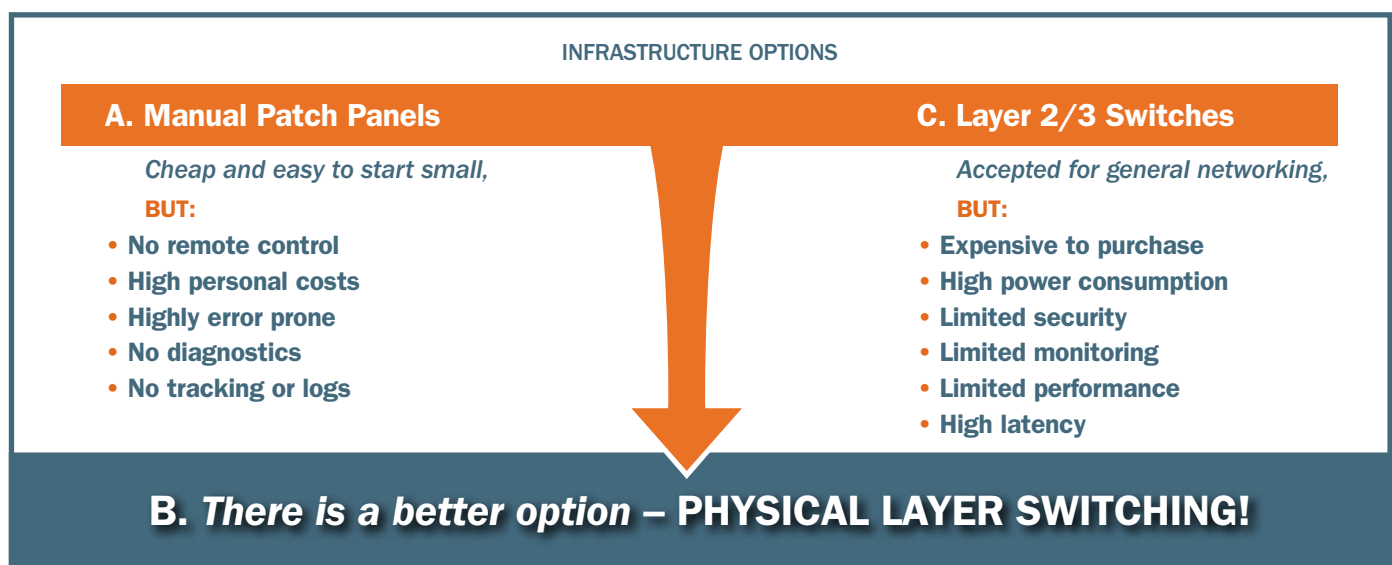 INFRASTRUCTURE OPTIONS
A. Manual Patch Panels
Cheap and easy to start small,
BUT:
• No remote control
• High personal costs
• Highly error prone
• No diagnostics
• No tracking or logs
C. Layer 2/3 Switches
Accepted for general networking,
BUT:
• Expensive to purchase
• High power consumption
• Limited security
• Limited monitoring
• Limited performance
• High latency
B. There is a better option – PHYSICAL LAYER SWITCHING!